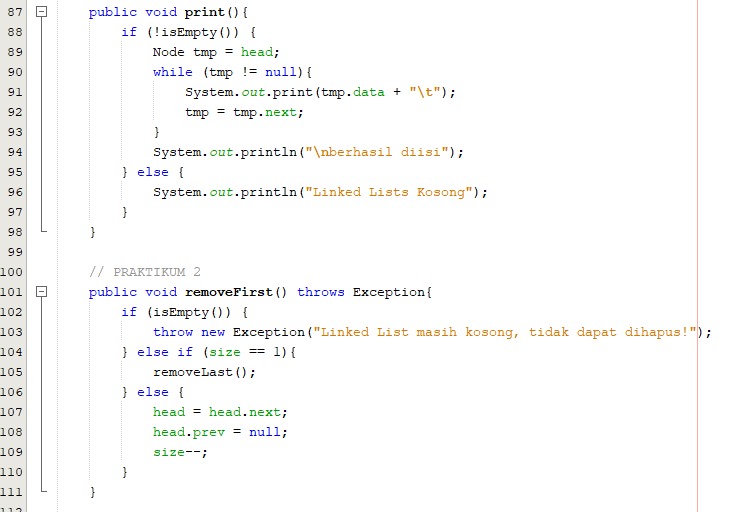 87 public void print(){
88 if (!isEmpty()) {
89 Node tmp = head;
90 while (tmp != null){
91 System.out.print(tmp.data + "\t");
92 tmp = tmp.next;
93 }
94 System.out.println("\nberhasil diisi");
95 } else {
96 System.out.println("Linked Lists Kosong");
97 }
98 }
99
100 // PRAKTIKUM 2
101 public void removeFirst() throws Exception{
102 if (isEmpty()) {
103 throw new Exception("Linked List masih kosong, tidak dapat dihapus!");
104 } else if (size == 1){
105 removeLast();
106 } else {
107 head = head.next;
108 head.prev = null;
109 size--;
110 }
111 }